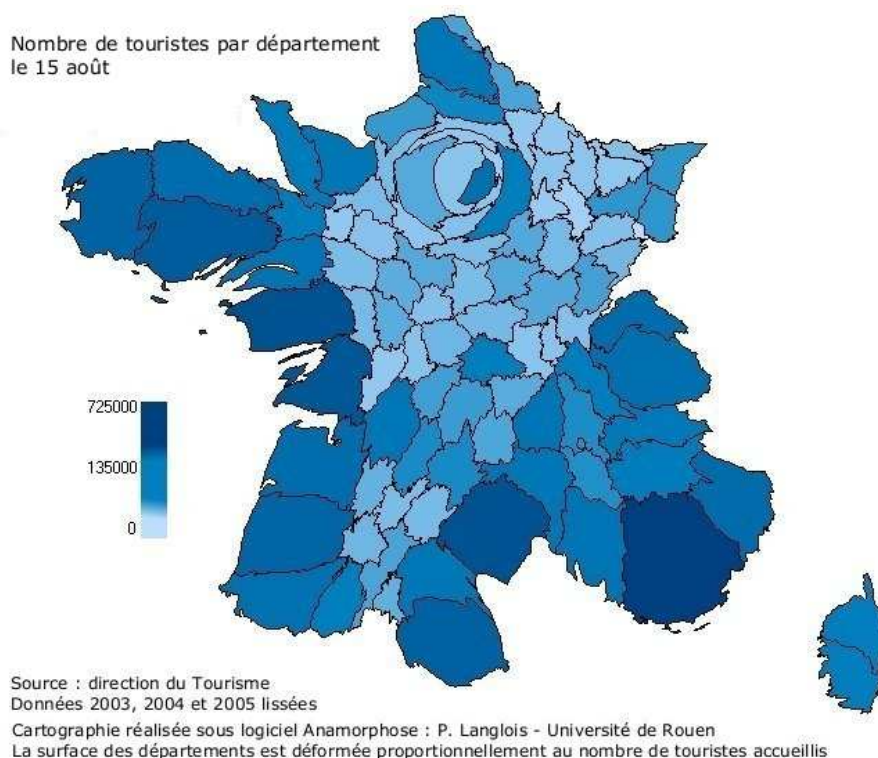 Nombre de touristes par département
le 15 août
725000
135000
0
Source : direction du Tourisme
Données 2003, 2004 et 2005 lissées
Cartographie réalisée sous logiciel Anamorphose : P. Langlois - Université de Rouen
La surface des départements est déformée proportionnellement au nombre de touristes accueillis